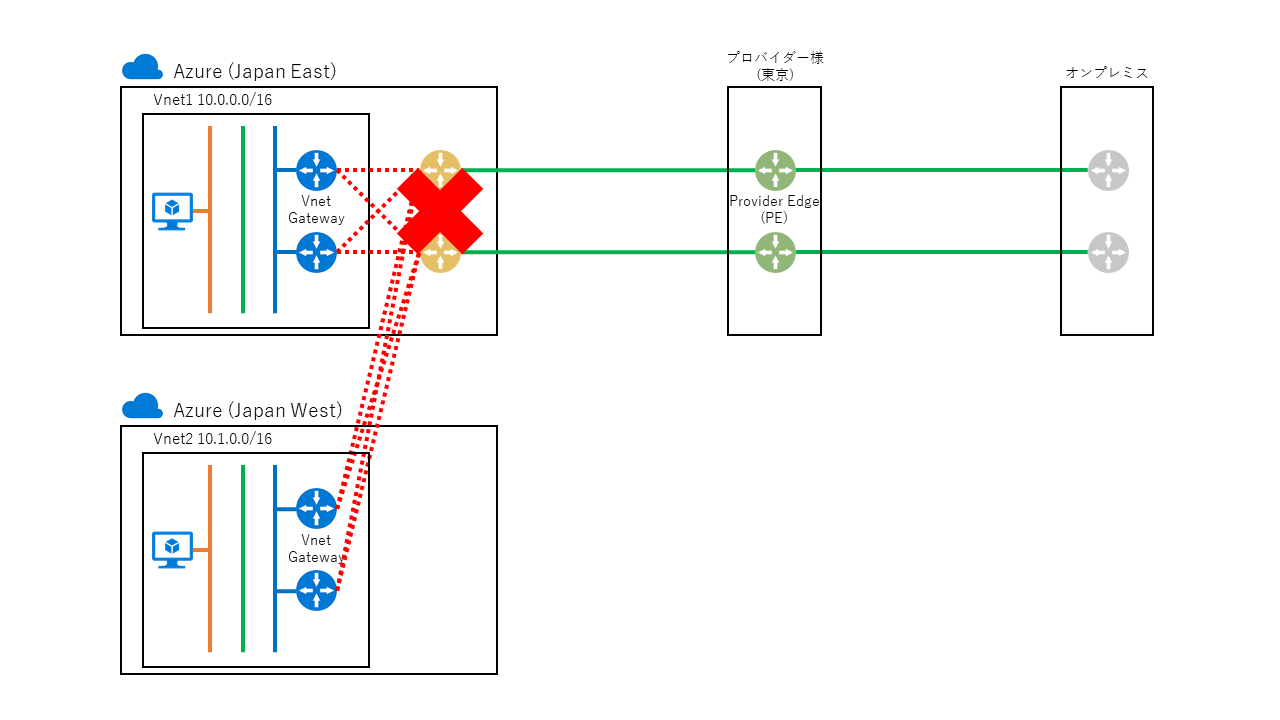 Azure (Japan East)
プロバイダー様
(東京)
オンプレミス
Vnet1 10.0.0.0/16
Vnet
Gateway
Provider Edge
(PE)
Azure (Japan West)
Vnet2 10.1.0.0/16
Vnet
Gateway